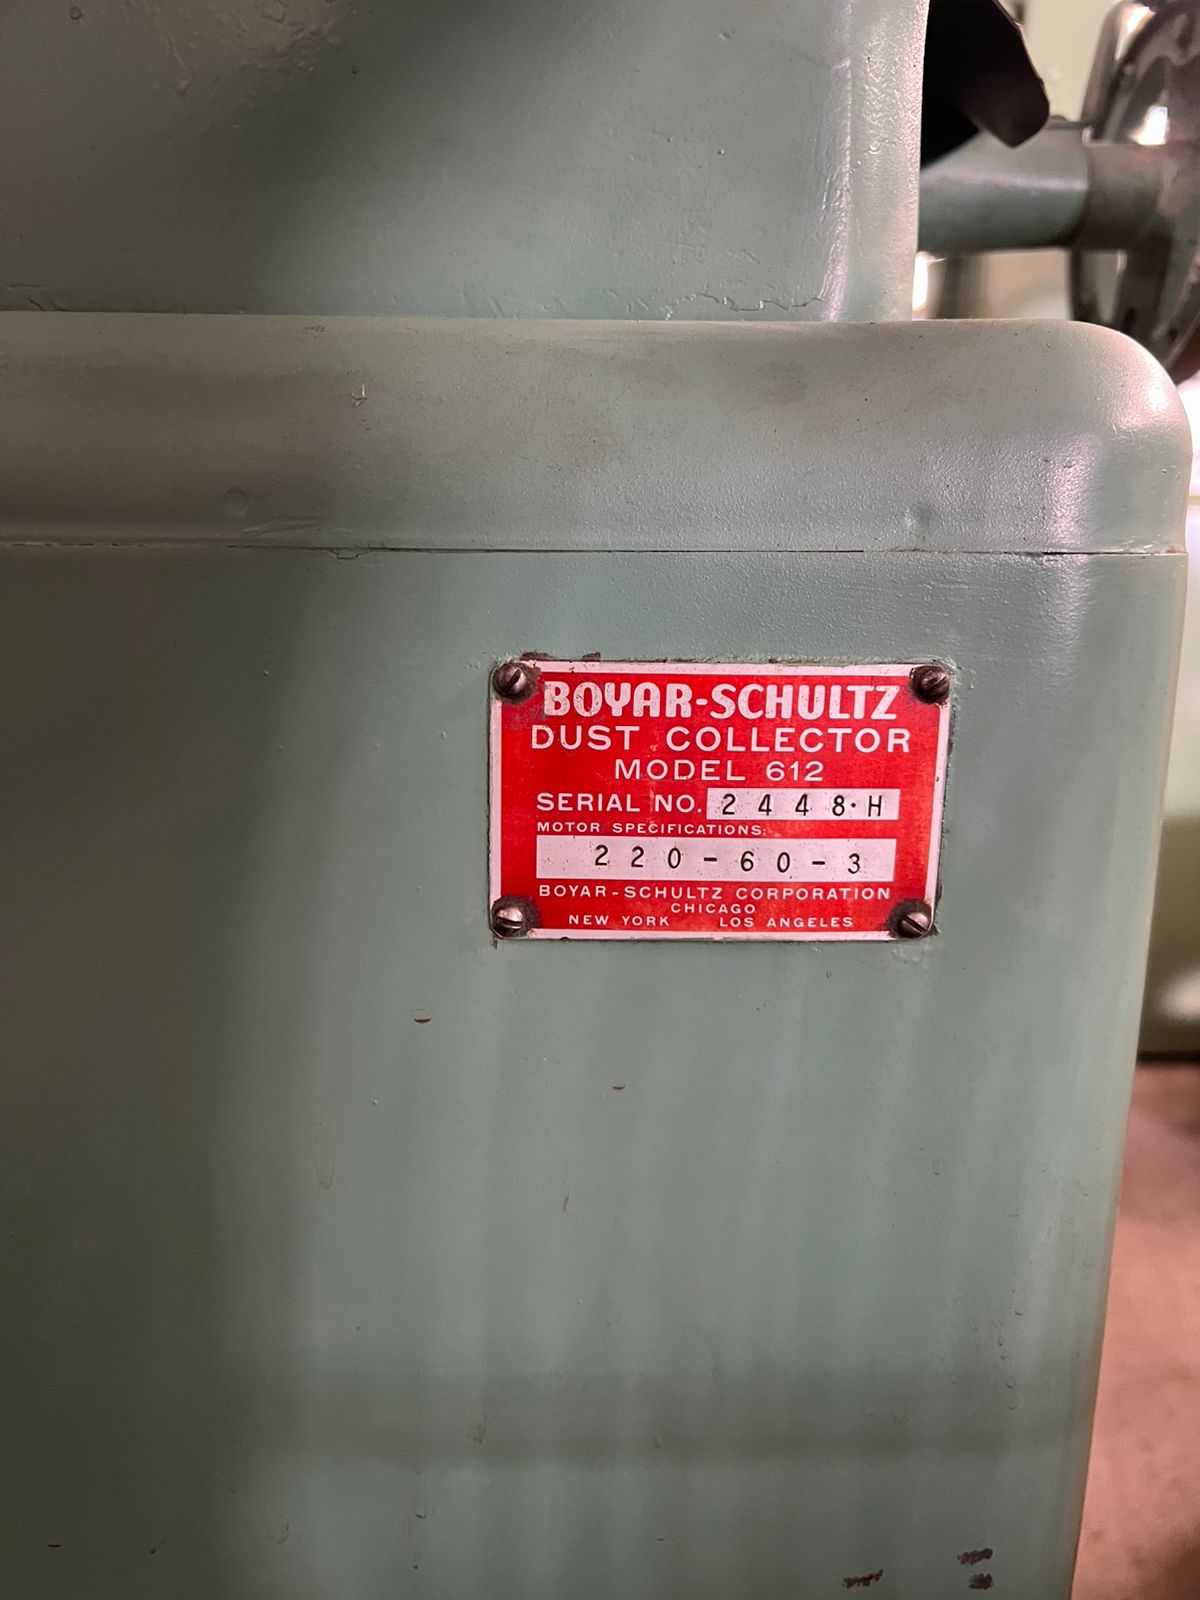 BOYAR-SCHULTZ
DUST COLLECTOR
MODEL 612
SERIAL NO. 2448·H
MOTOR SPECIFICATIONS:
220-60-3
BOYAR-SCHULTZ CORPORATION
CHICAGO
NEW YORK LOS ANGELES